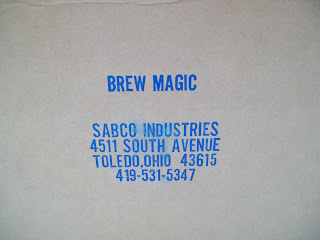 BREW MAGIC
SABCO INDUSTRIES
4511 SOUTH AVENUE
TOLEDO,OHIO 43615
419-531-5347